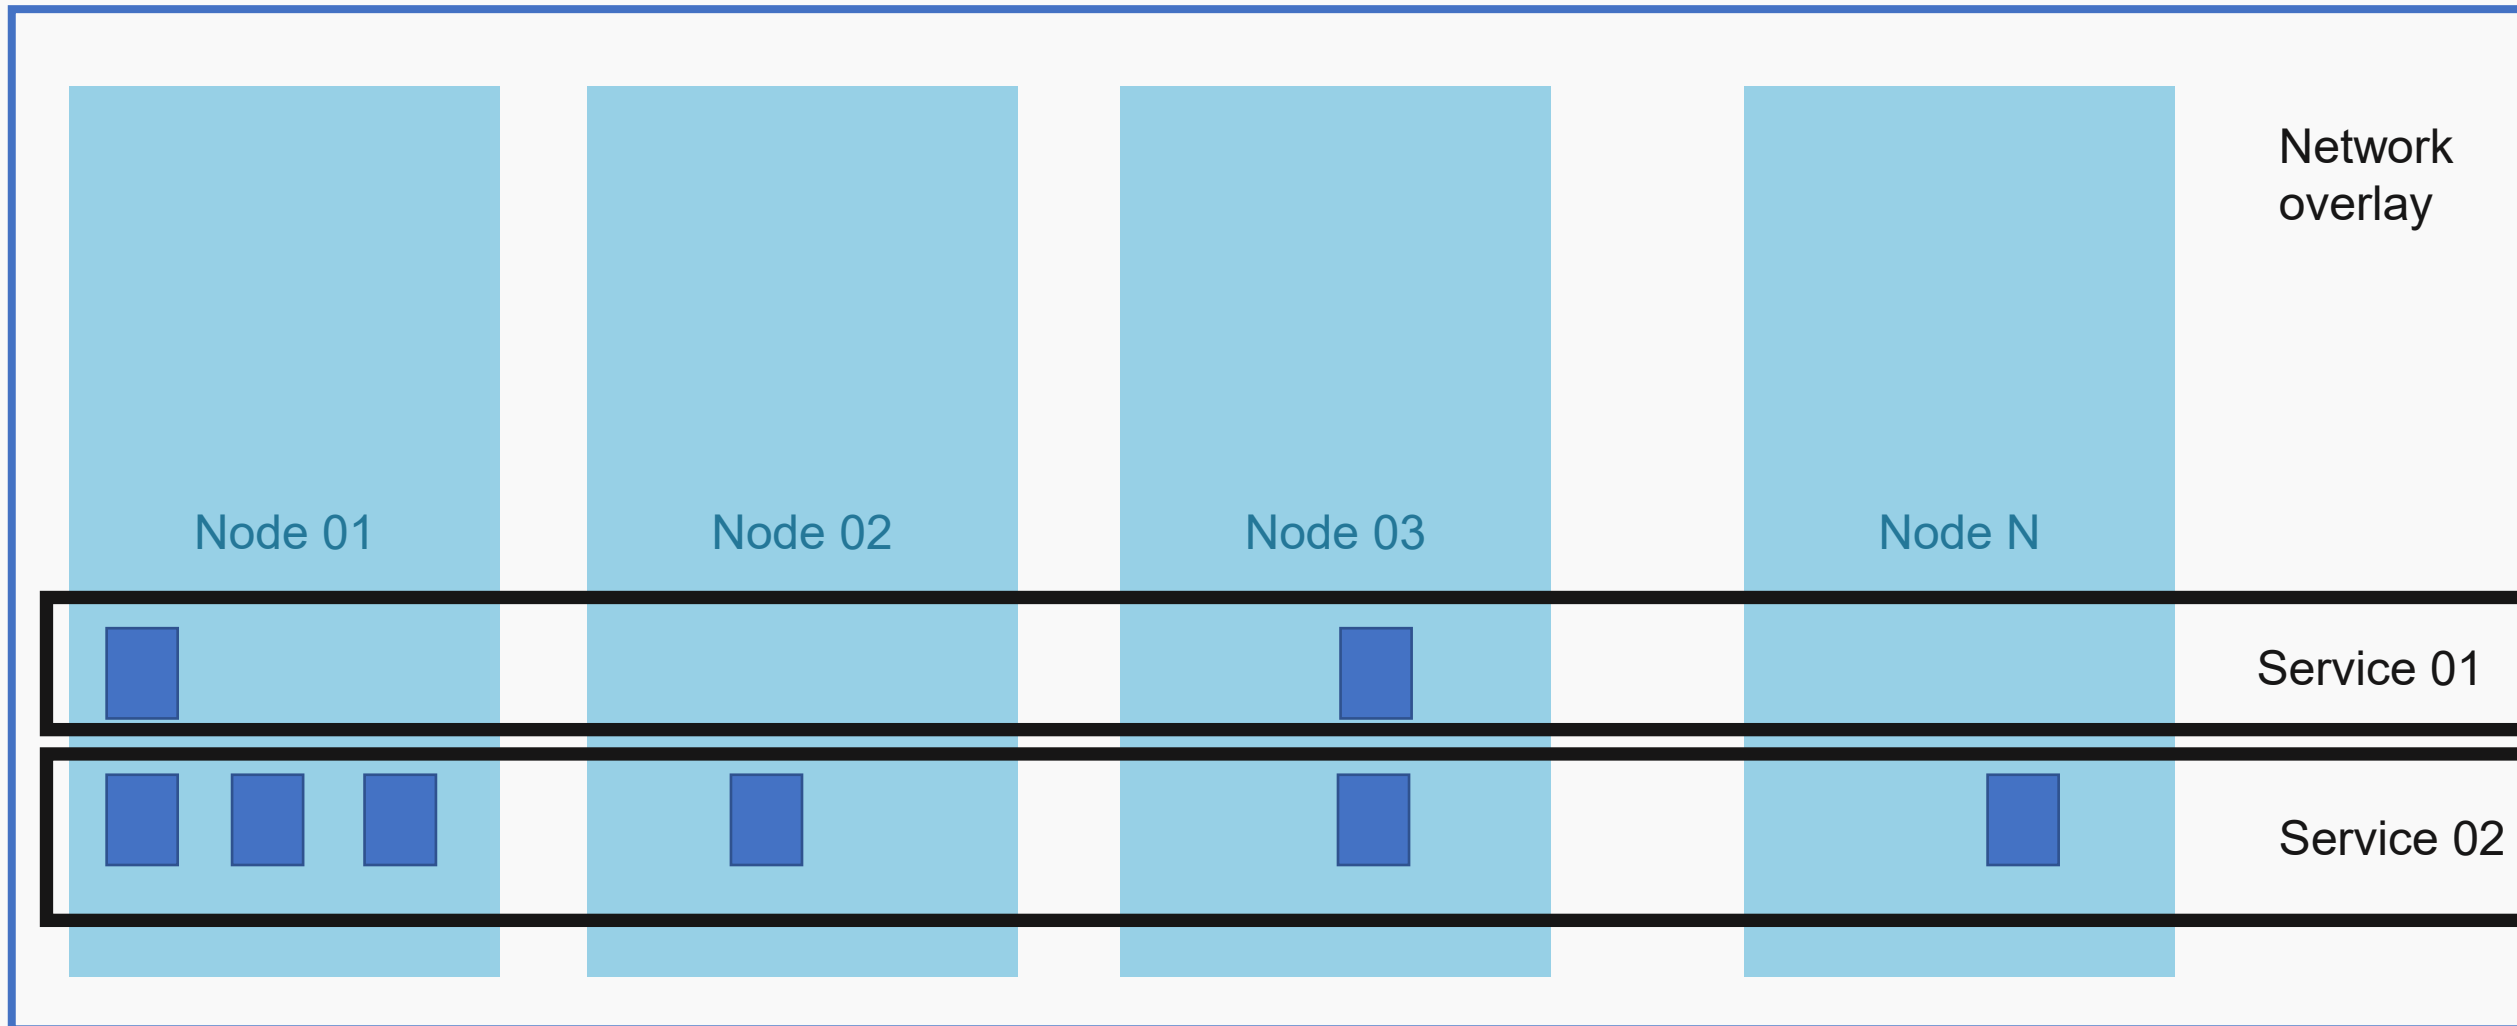 Network
overlay
Node 01
Node 02
Node 03
Node N
Service 01
Service 02